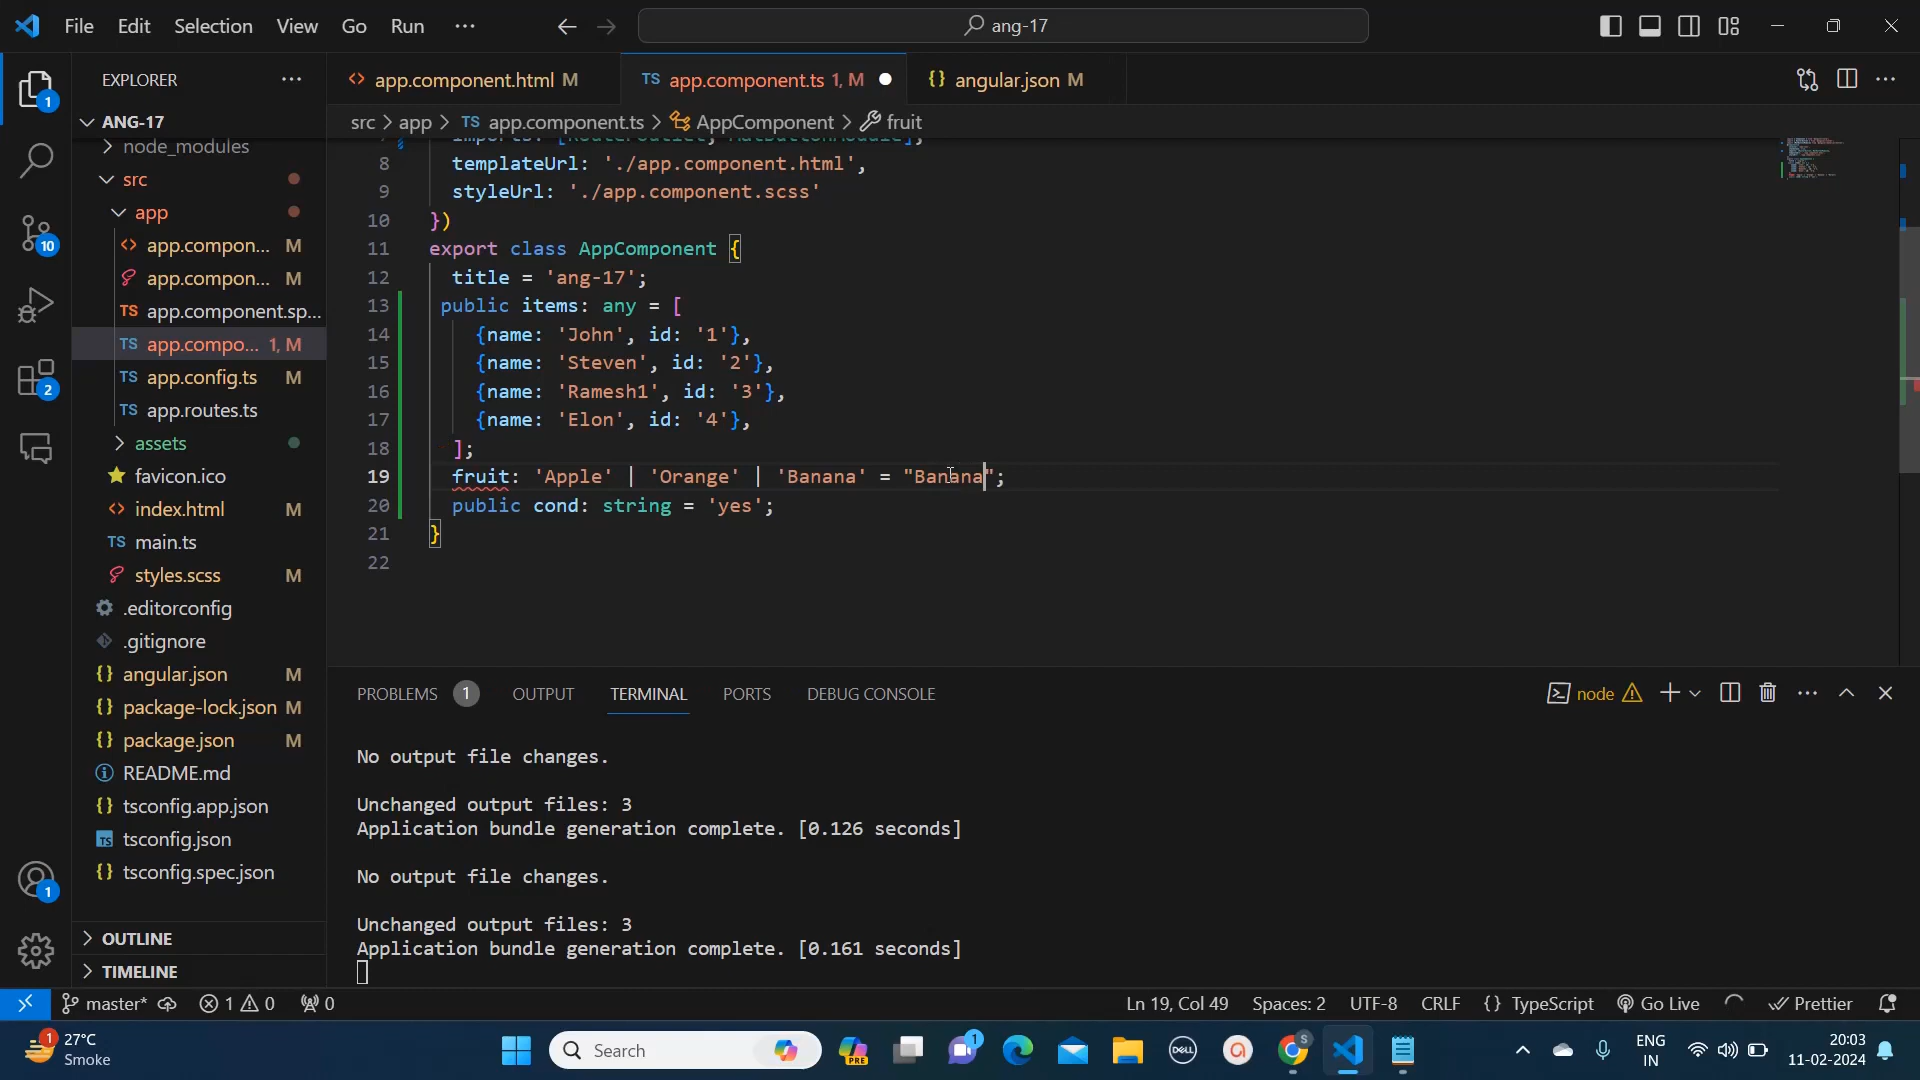 File Edit Selection View Go Run ··· ang-17
EXPLORER ···
app.component.html M
TS app.component.ts 1, M
{} angular.json M
ANG-17
src > app > TS app.component.ts > AppComponent > fruit
node_modules
src
app
app.compon... M
app.compon... M
TS app.component.sp...
TS app.compo... 1, M
TS app.config.ts M
TS app.routes.ts
assets
favicon.ico
index.html M
TS main.ts
styles.scss M
.editorconfig
.gitignore
{} angular.json M
{} package-lock.json M
{} package.json M
README.md
{} tsconfig.app.json
TS tsconfig.json
{} tsconfig.spec.json
OUTLINE
TIMELINE
8 templateUrl: './app.component.html',
9 styleUrl: './app.component.scss'
10 })
11 export class AppComponent {
12 title = 'ang-17';
13 public items: any = [
14 {name: 'John', id: '1'},
15 {name: 'Steven', id: '2'},
16 {name: 'Ramesh1', id: '3'},
17 {name: 'Elon', id: '4'},
18 ];
19 fruit: 'Apple' | 'Orange' | 'Banana' = "Banana";
20 public cond: string = 'yes';
21 }
22
PROBLEMS 1 OUTPUT TERMINAL PORTS DEBUG CONSOLE
node
No output file changes.
Unchanged output files: 3
Application bundle generation complete. [0.126 seconds]
No output file changes.
Unchanged output files: 3
Application bundle generation complete. [0.161 seconds]
master* 1 0 0 Ln 19, Col 49 Spaces: 2 UTF-8 CRLF {} TypeScript Go Live Prettier
1 10 2 1
27°C
Smoke
Search
PRE
1
DELL
S
ENG
IN
20:03
11-02-2024